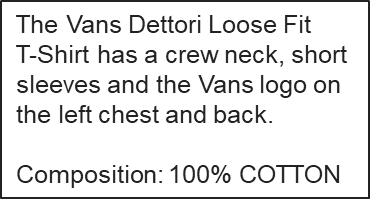 The Vans Dettori Loose Fit
T-Shirt has a crew neck, short
sleeves and the Vans logo on
the left chest and back.
Composition: 100% COTTON